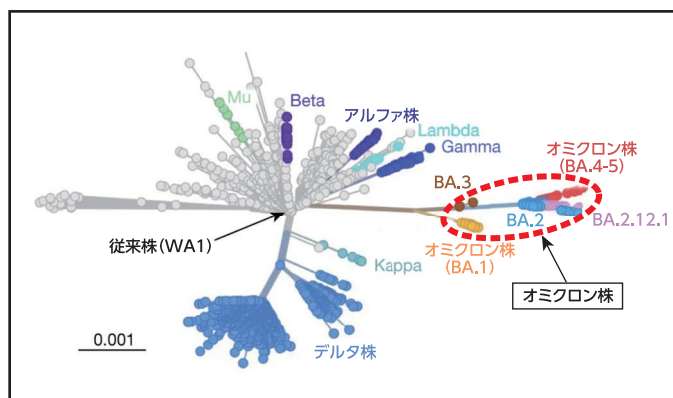 Mu
Beta
アルファ株
Lambda
Gamma
オミクロン株
(BA.4-5)
BA.3
BA.2
BA.2.12.1
従来株(WA1)
オミクロン株
(BA.1)
Kappa
オミクロン株
0.001
デルタ株